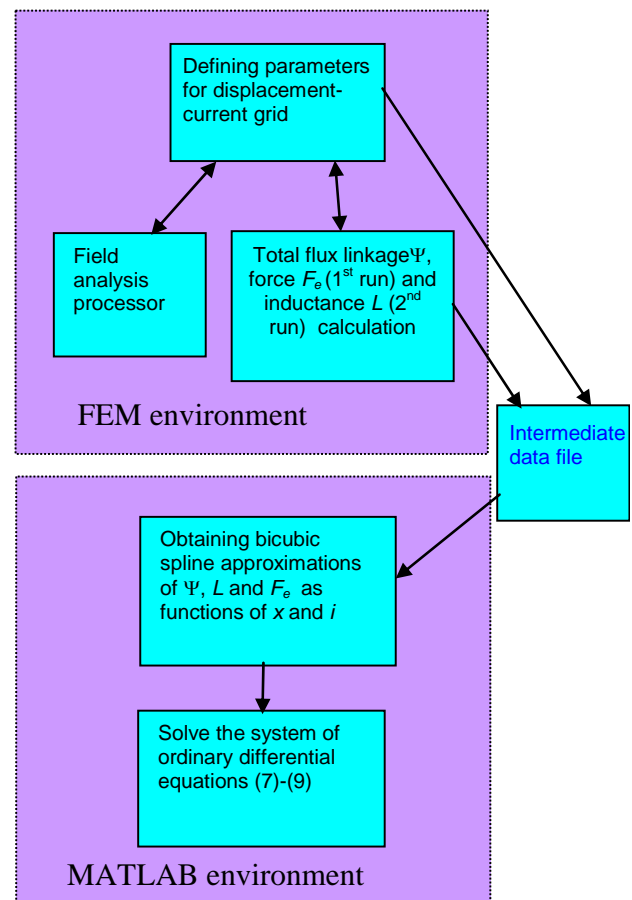 Defining parameters
for displacement-
current grid
Field
analysis
processor
Total flux linkageΨ,
force Fe (1st run) and
inductance L (2nd
run) calculation
FEM environment
Intermediate
data file
Obtaining bicubic
spline approximations
of Ψ, L and Fe as
functions of x and i
Solve the system of
ordinary differential
equations (7)-(9)
MATLAB environment